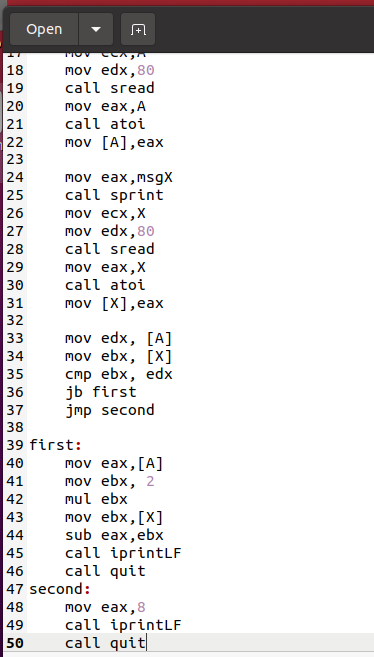 Open
17 mov ecx,A
18 mov edx,80
19 call sread
20 mov eax,A
21 call atoi
22 mov [A],eax
23
24 mov eax,msgX
25 call sprint
26 mov ecx,X
27 mov edx,80
28 call sread
29 mov eax,X
30 call atoi
31 mov [X],eax
32
33 mov edx, [A]
34 mov ebx, [X]
35 cmp ebx, edx
36 jb first
37 jmp second
38
39 first:
40 mov eax,[A]
41 mov ebx, 2
42 mul ebx
43 mov ebx,[X]
44 sub eax,ebx
45 call iprintLF
46 call quit
47 second:
48 mov eax,8
49 call iprintLF
50 call quit